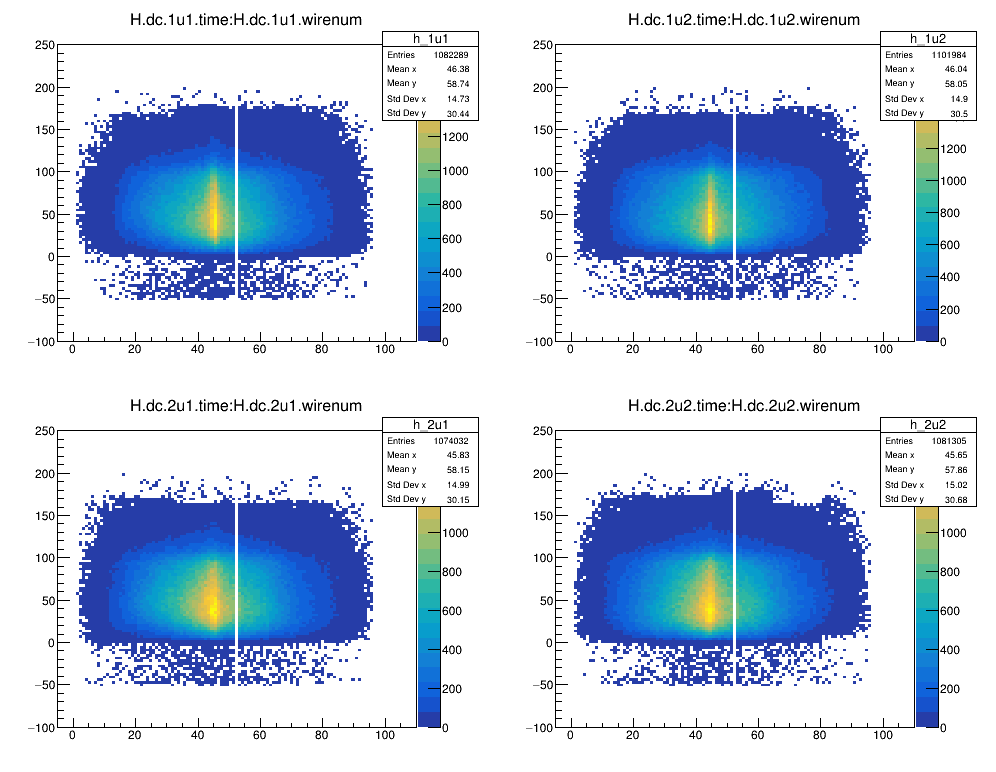 H.dc.1u1.time:H.dc.1u1.wirenum
h_1u1
Entries 1082289
Mean x 46.38
Mean y 58.74
Std Dev x 14.73
Std Dev y 30.44
250
200
150
100
50
0
−50
−100
0 20 40 60 80 100
1200
1000
800
600
400
200
0
H.dc.1u2.time:H.dc.1u2.wirenum
h_1u2
Entries 1101984
Mean x 46.04
Mean y 58.05
Std Dev x 14.9
Std Dev y 30.5
250
200
150
100
50
0
−50
−100
0 20 40 60 80 100
1200
1000
800
600
400
200
0
H.dc.2u1.time:H.dc.2u1.wirenum
h_2u1
Entries 1074032
Mean x 45.83
Mean y 58.15
Std Dev x 14.99
Std Dev y 30.15
250
200
150
100
50
0
−50
−100
0 20 40 60 80 100
1000
800
600
400
200
0
H.dc.2u2.time:H.dc.2u2.wirenum
h_2u2
Entries 1081305
Mean x 45.65
Mean y 57.86
Std Dev x 15.02
Std Dev y 30.68
250
200
150
100
50
0
−50
−100
0 20 40 60 80 100
1000
800
600
400
200
0